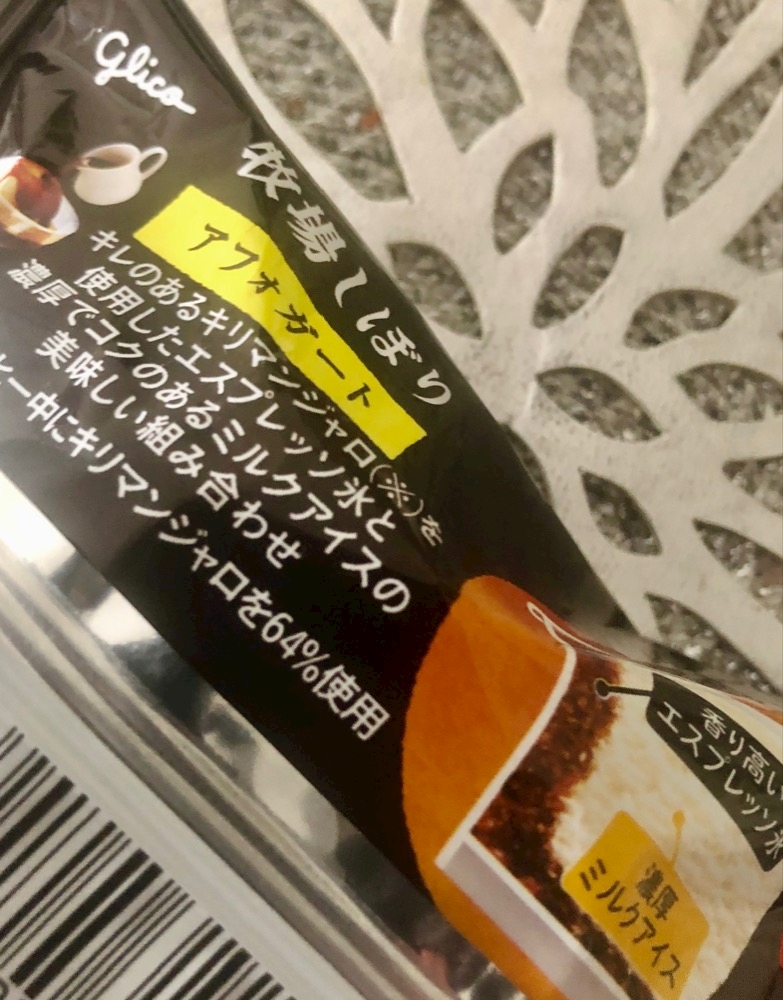 Glico
牧場しぼり
アフォガート
キレのあるキリマンジャロ(※)を
使用したエスプレッソ氷と
濃厚でコクのあるミルクアイスの
美味しい組み合わせ
ー中にキリマンジャロを64%使用
香り高い
エスプレッソ氷
濃厚
ミルクアイス